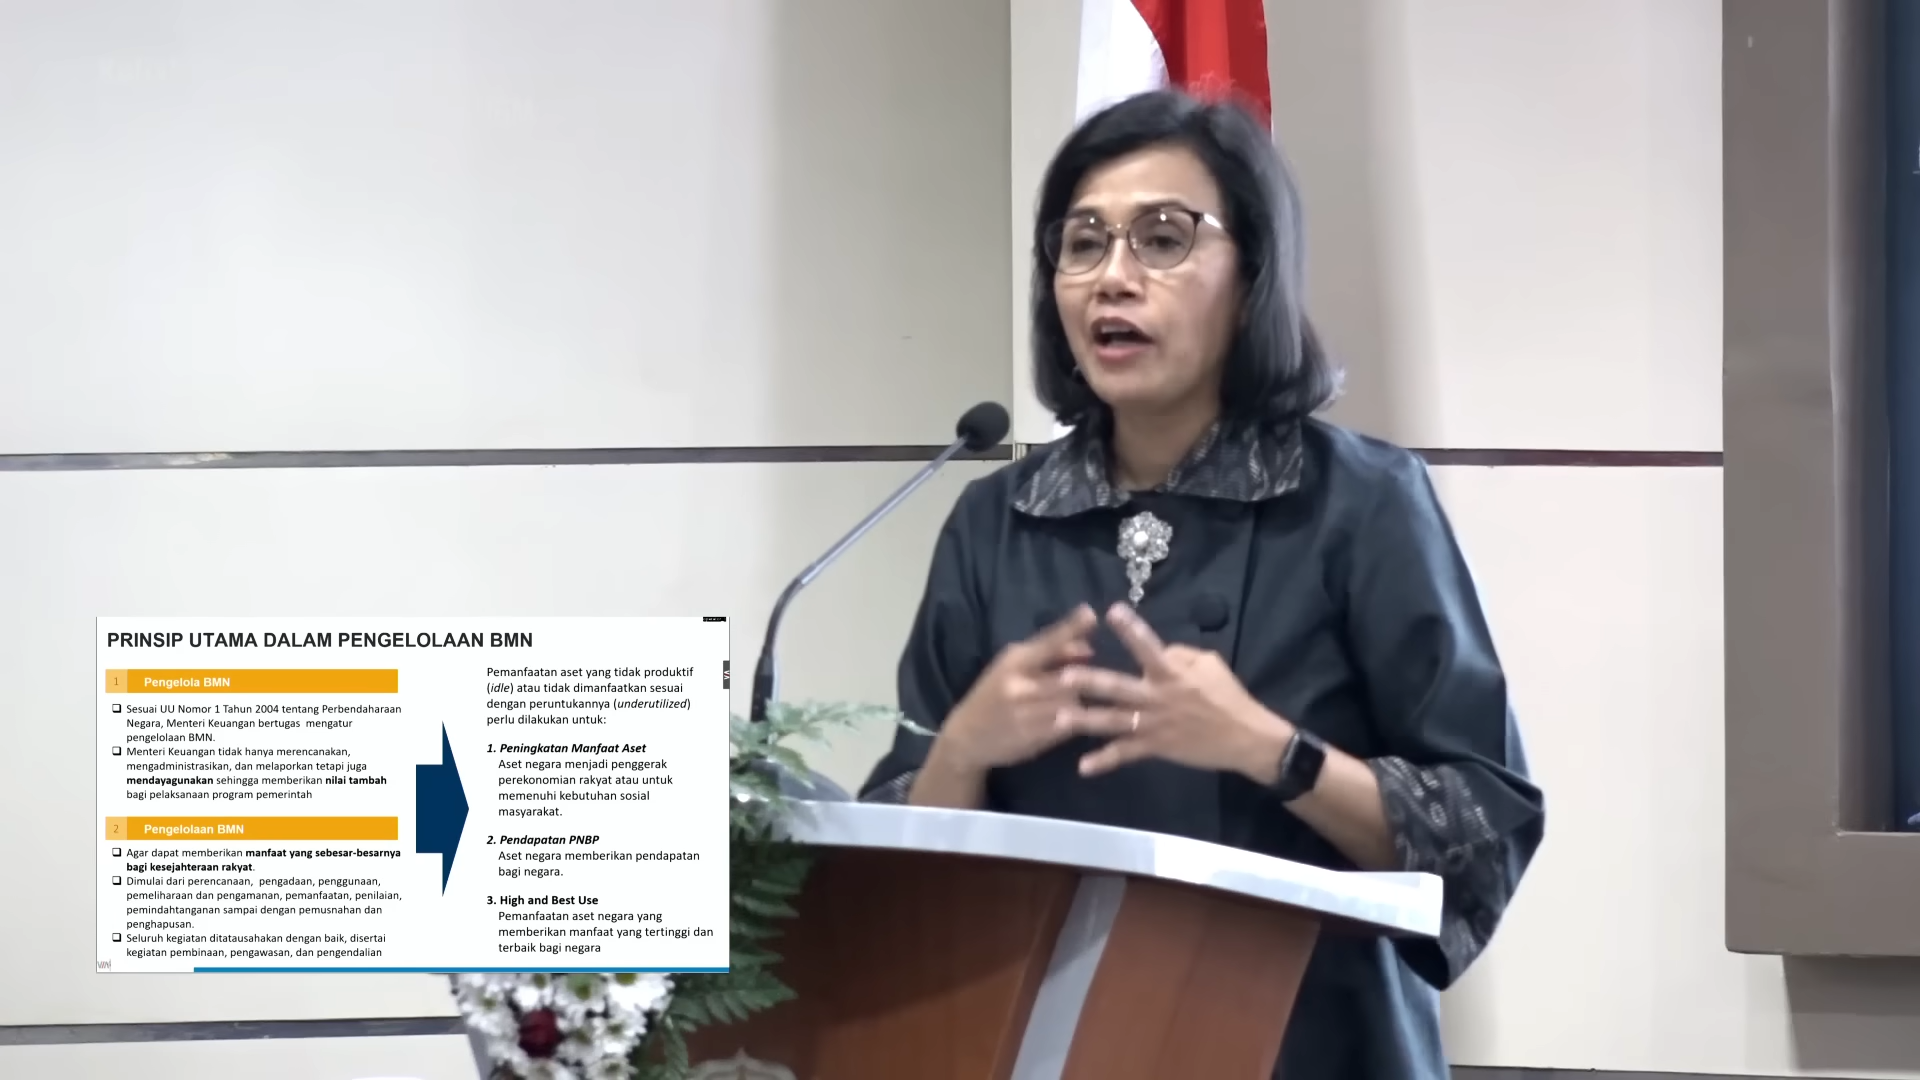 PRINSIP UTAMA DALAM PENGELOLAAN BMN
1 Pengelola BMN
Sesuai UU Nomor 1 Tahun 2004 tentang Perbendaharaan
Negara, Menteri Keuangan bertugas mengatur
pengelolaan BMN.
Menteri Keuangan tidak hanya merencanakan,
mengadministrasikan, dan melaporkan tetapi juga
mendayagunakan sehingga memberikan nilai tambah
bagi pelaksanaan program pemerintah
2 Pengelolaan BMN
Agar dapat memberikan manfaat yang sebesar-besarnya
bagi kesejahteraan rakyat.
Dimulai dari perencanaan, pengadaan, penggunaan,
pemeliharaan dan pengamanan, pemanfaatan, penilaian,
pemindahtanganan sampai dengan pemusnahan dan
penghapusan.
Seluruh kegiatan ditatausahakan dengan baik, disertai
kegiatan pembinaan, pengawasan, dan pengendalian
Pemanfaatan aset yang tidak produktif
(idle) atau tidak dimanfaatkan sesuai
dengan peruntukannya (underutilized)
perlu dilakukan untuk:
1. Peningkatan Manfaat Aset
Aset negara menjadi penggerak
perekonomian rakyat atau untuk
memenuhi kebutuhan sosial
masyarakat.
2. Pendapatan PNBP
Aset negara memberikan pendapatan
bagi negara.
3. High and Best Use
Pemanfaatan aset negara yang
memberikan manfaat yang tertinggi dan
terbaik bagi negara